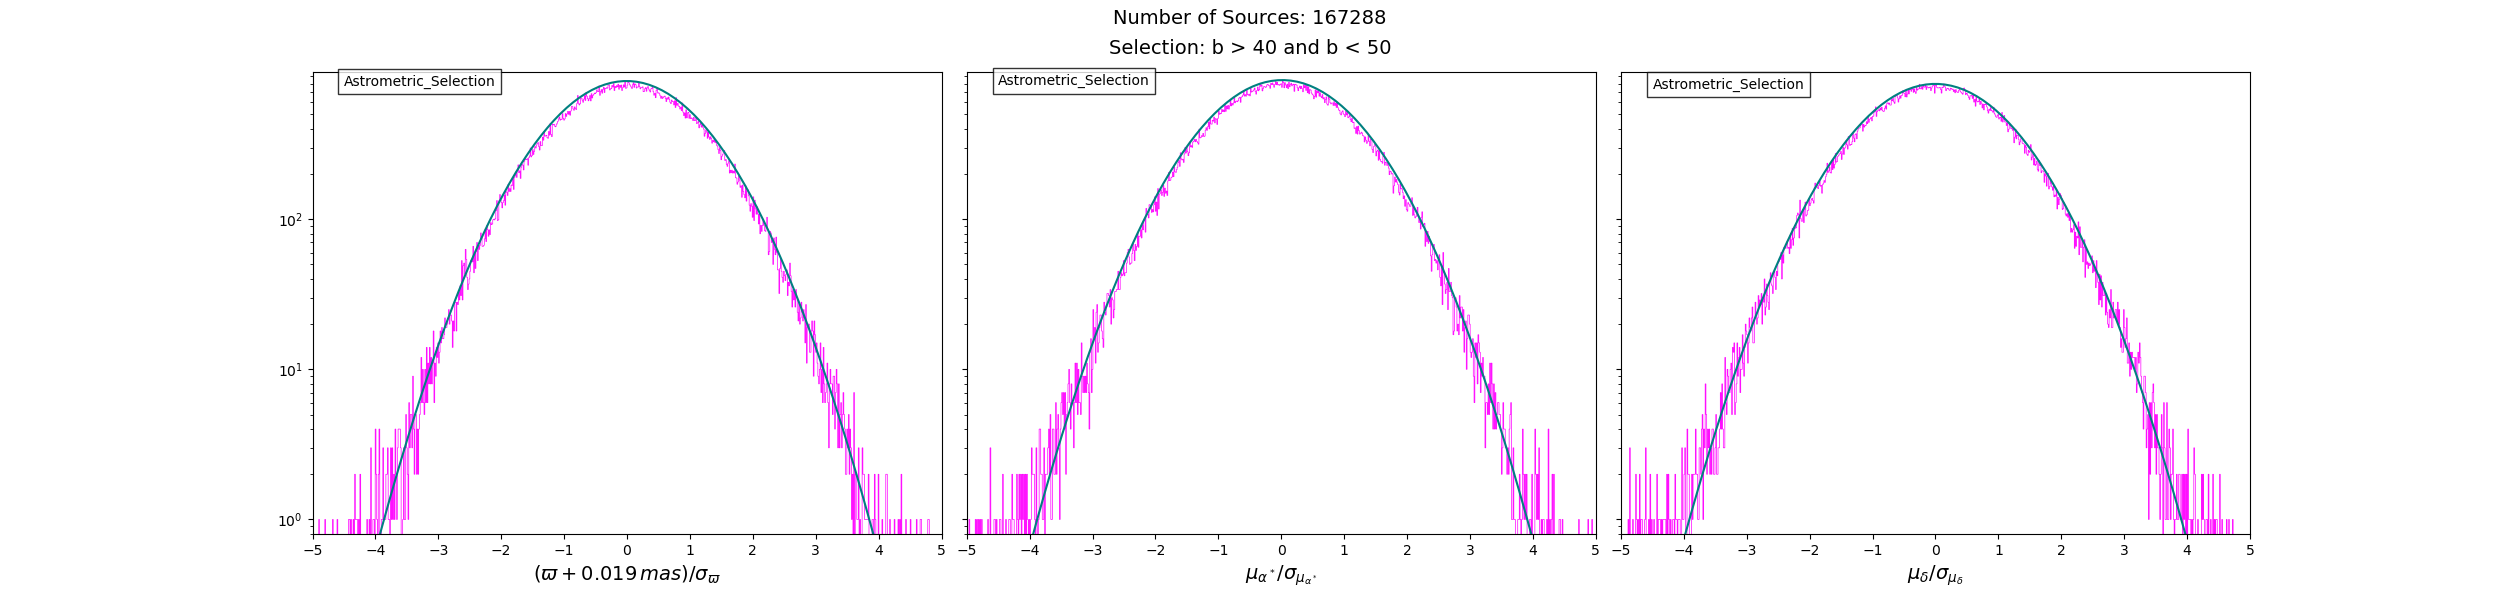 Number of Sources: 167288
Selection: b > 40 and b < 50
Astrometric_Selection
Astrometric_Selection
Astrometric_Selection
10²
10¹
10⁰
−5 −4 −3 −2 −1 0 1 2 3 4 5
−5 −4 −3 −2 −1 0 1 2 3 4 5
−5 −4 −3 −2 −1 0 1 2 3 4 5
(ϖ + 0.019 mas)/σ_ϖ
μ_α*/σ_μ_α*
μ_δ/σ_μ_δ